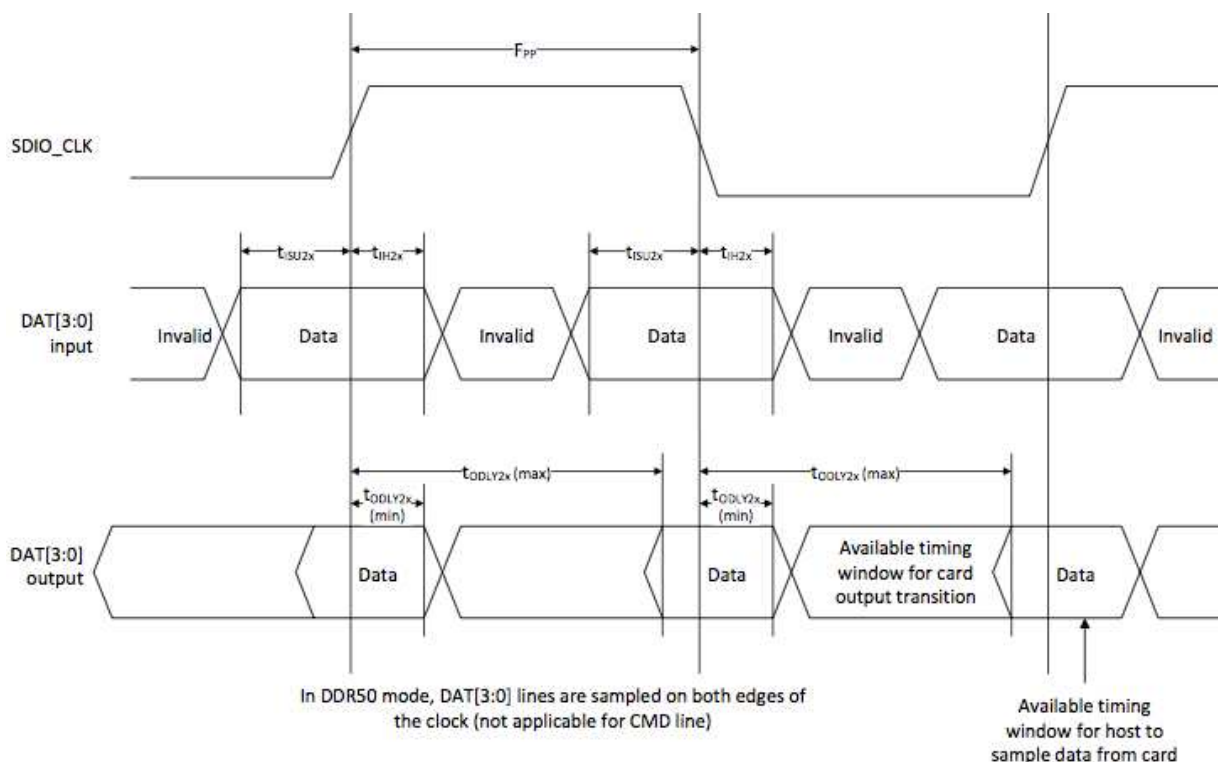 FPP
SDIO_CLK
tISU2x
tIH2x
tISU2x
tIH2x
DAT[3:0]
input
Invalid
Data
Invalid
Data
Invalid
Data
Invalid
tODLY2x (max)
tODLY2x (max)
tODLY2x
(min)
tODLY2x
(min)
DAT[3:0]
output
Data
Data
Available timing
window for card
output transition
Data
In DDR50 mode, DAT[3:0] lines are sampled on both edges of
the clock (not applicable for CMD line)
Available timing
window for host to
sample data from card